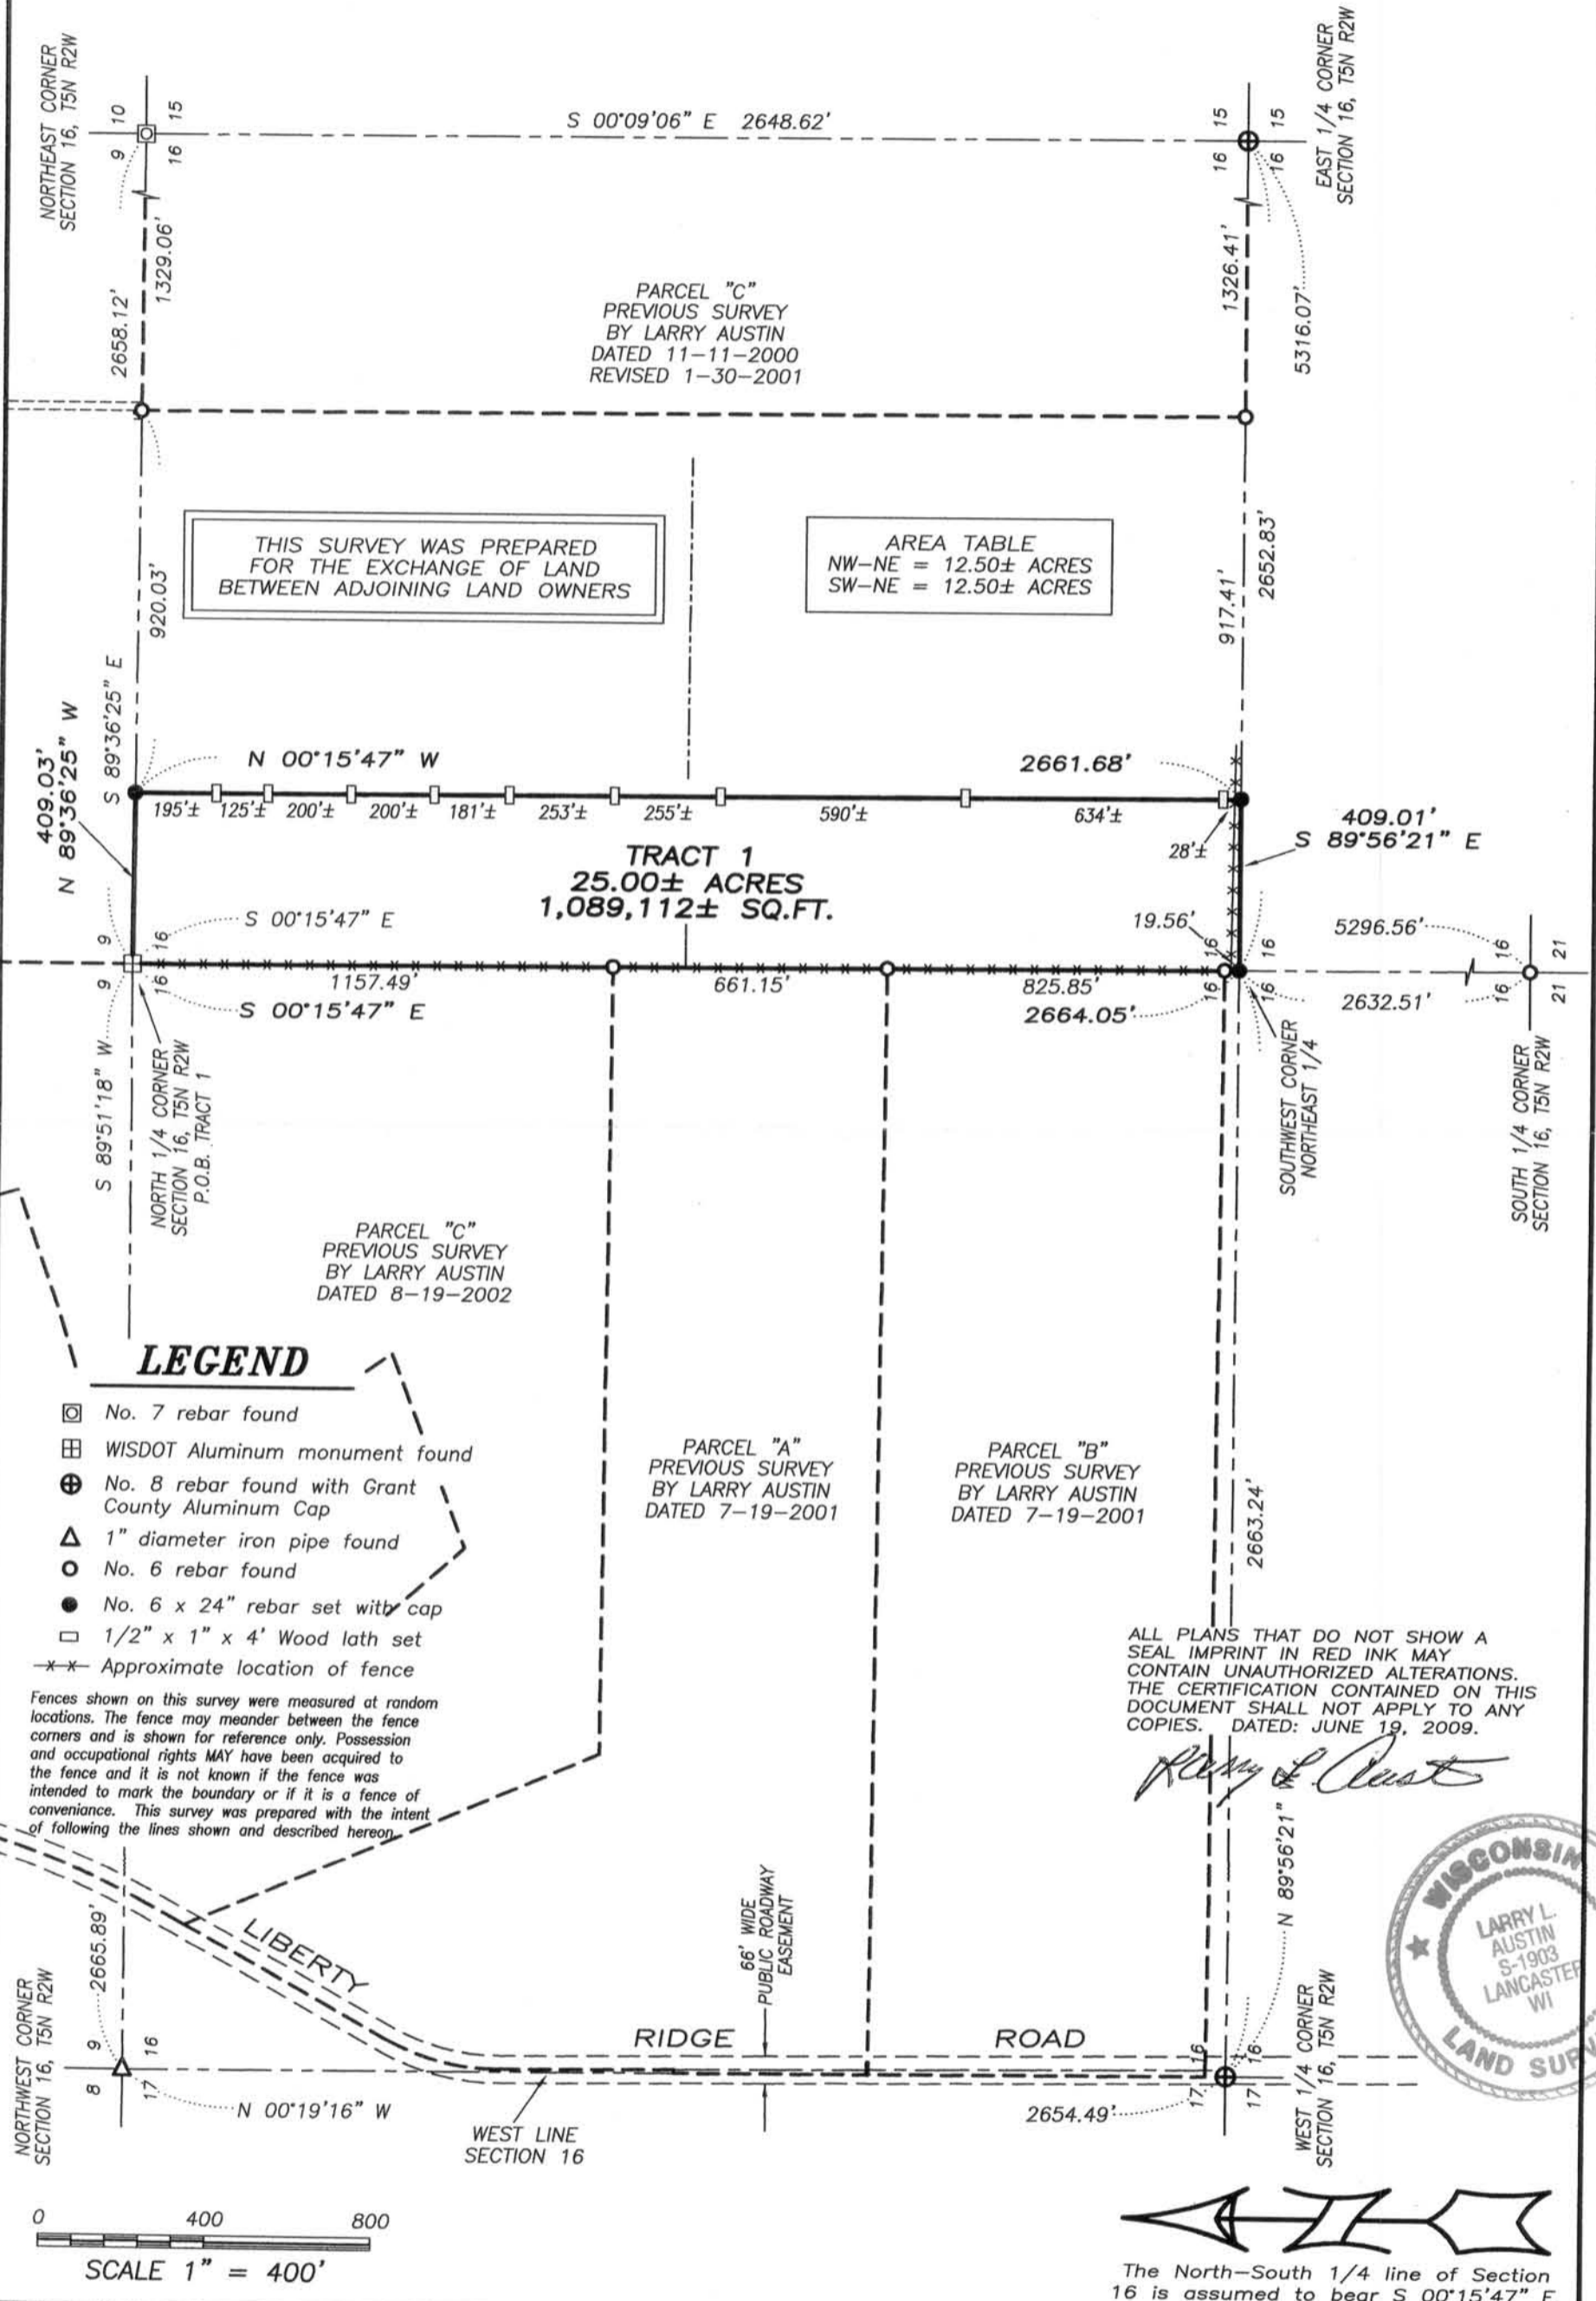 NORTHEAST CORNER
SECTION 16, T5N R2W
10
15
9
16
S 00°09'06" E 2648.62'
15
15
16
16
EAST 1/4 CORNER
SECTION 16, T5N R2W
2658.12'
1329.06'
1326.41'
5316.07'
PARCEL "C"
PREVIOUS SURVEY
BY LARRY AUSTIN
DATED 11-11-2000
REVISED 1-30-2001
THIS SURVEY WAS PREPARED
FOR THE EXCHANGE OF LAND
BETWEEN ADJOINING LAND OWNERS
AREA TABLE
NW-NE = 12.50± ACRES
SW-NE = 12.50± ACRES
920.03'
917.41'
2652.83'
S 89°36'25" E
409.03'
N 89°36'25" W
N 00°15'47" W
2661.68'
195'±
125'±
200'±
200'±
181'±
253'±
255'±
590'±
634'±
28'±
409.01'
S 89°56'21" E
TRACT 1
25.00± ACRES
1,089,112± SQ.FT.
9
16
S 00°15'47" E
19.56'
16
16
5296.56'
16
21
9
16
1157.49'
661.15'
825.85'
16
16
2632.51'
16
21
S 00°15'47" E
2664.05'
S 89°51'18" W
NORTH 1/4 CORNER
SECTION 16, T5N R2W
P.O.B. TRACT 1
SOUTHWEST CORNER
NORTHEAST 1/4
SOUTH 1/4 CORNER
SECTION 16, T5N R2W
PARCEL "C"
PREVIOUS SURVEY
BY LARRY AUSTIN
DATED 8-19-2002
LEGEND
No. 7 rebar found
WISDOT Aluminum monument found
No. 8 rebar found with Grant
County Aluminum Cap
1" diameter iron pipe found
No. 6 rebar found
No. 6 x 24" rebar set with cap
1/2" x 1" x 4' Wood lath set
Approximate location of fence
Fences shown on this survey were measured at random
locations. The fence may meander between the fence
corners and is shown for reference only. Possession
and occupational rights MAY have been acquired to
the fence and it is not known if the fence was
intended to mark the boundary or if it is a fence of
conveniance. This survey was prepared with the intent
of following the lines shown and described hereon.
PARCEL "A"
PREVIOUS SURVEY
BY LARRY AUSTIN
DATED 7-19-2001
PARCEL "B"
PREVIOUS SURVEY
BY LARRY AUSTIN
DATED 7-19-2001
2663.24'
ALL PLANS THAT DO NOT SHOW A
SEAL IMPRINT IN RED INK MAY
CONTAIN UNAUTHORIZED ALTERATIONS.
THE CERTIFICATION CONTAINED ON THIS
DOCUMENT SHALL NOT APPLY TO ANY
COPIES. DATED: JUNE 19, 2009.
Larry L. Aust
N 89°56'21"
WISCONSIN
LARRY L.
AUSTIN
S-1903
LANCASTER
WI
LAND SURV
2665.89'
LIBERTY
RIDGE
ROAD
66' WIDE
PUBLIC ROADWAY
EASEMENT
NORTHWEST CORNER
SECTION 16, T5N R2W
9
16
8
17
N 00°19'16" W
WEST LINE
SECTION 16
2654.49'
16
16
17
17
WEST 1/4 CORNER
SECTION 16, T5N R2W
0 400 800
SCALE 1" = 400'
N
The North-South 1/4 line of Section
16 is assumed to bear S 00°15'47" E